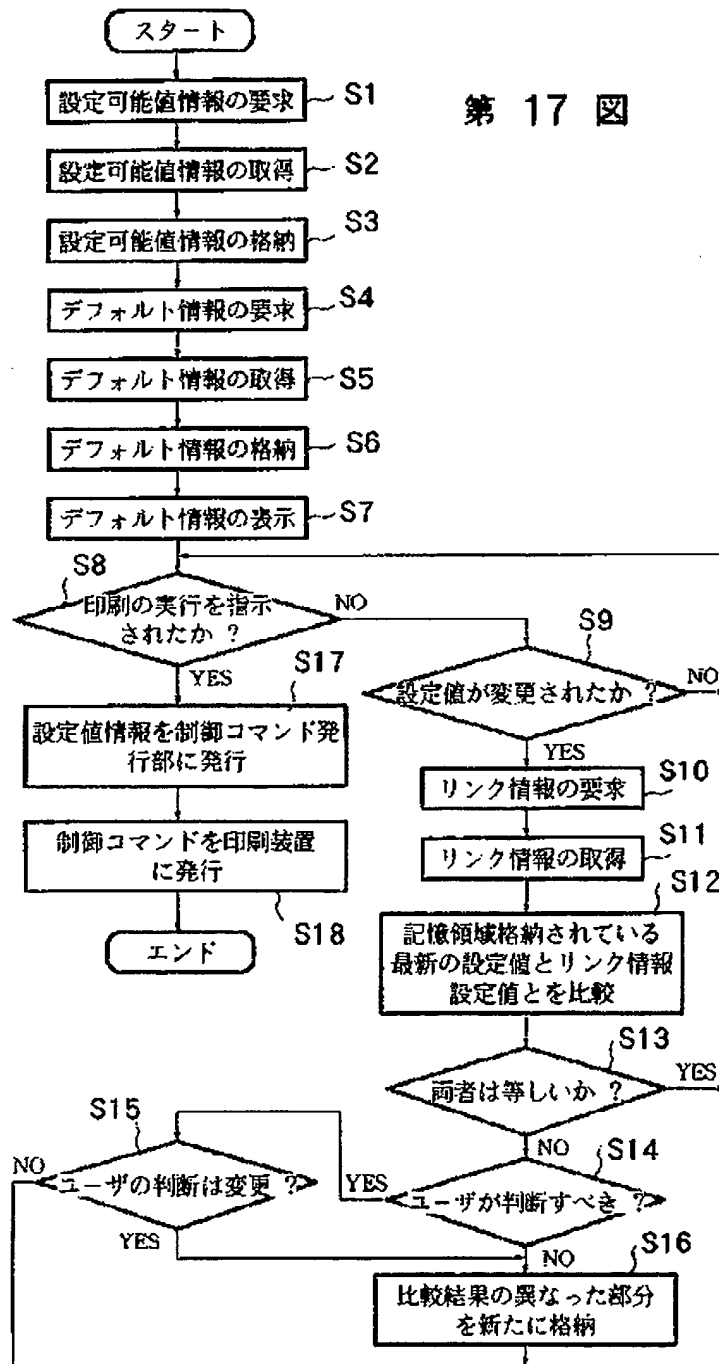 スタート
設定可能値情報の要求
S1
第 17 図
設定可能値情報の取得
S2
設定可能値情報の格納
S3
デフォルト情報の要求
S4
デフォルト情報の取得
S5
デフォルト情報の格納
S6
デフォルト情報の表示
S7
S8
印刷の実行を指示
されたか ?
NO
YES
S9
設定値が変更されたか ?
NO
YES
S17
設定値情報を制御コマンド発
行部に発行
S10
リンク情報の要求
S11
リンク情報の取得
制御コマンドを印刷装置
に発行
S18
エンド
S12
記憶領域格納されている
最新の設定値とリンク情報
設定値とを比較
S13
両者は等しいか ?
YES
NO
S14
ユーザが判断すべき ?
YES
NO
S15
ユーザの判断は変更 ?
NO
YES
S16
比較結果の異なった部分
を新たに格納